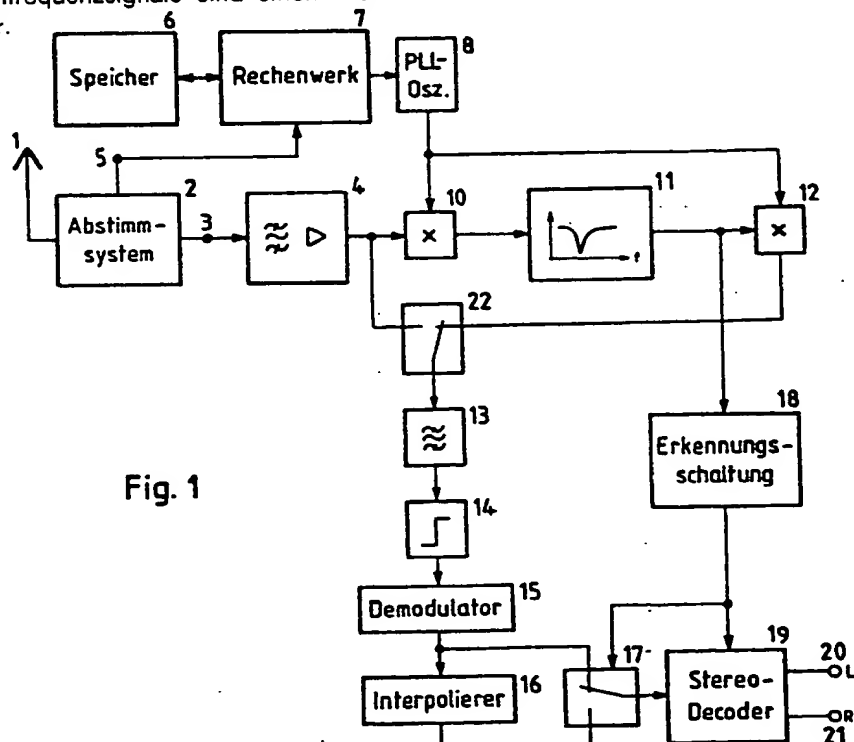 r.
6
7
8
Speicher
Rechenwerk
PLL-
Osz.
1
5
2
3
4
10
11
12
Abstimm-
system
x
f
x
22
13
18
Erkennungs-
schaltung
Fig. 1
14
15
Demodulator
19
17
20
L
16
Interpolierer
Stereo-
Decoder
R
21